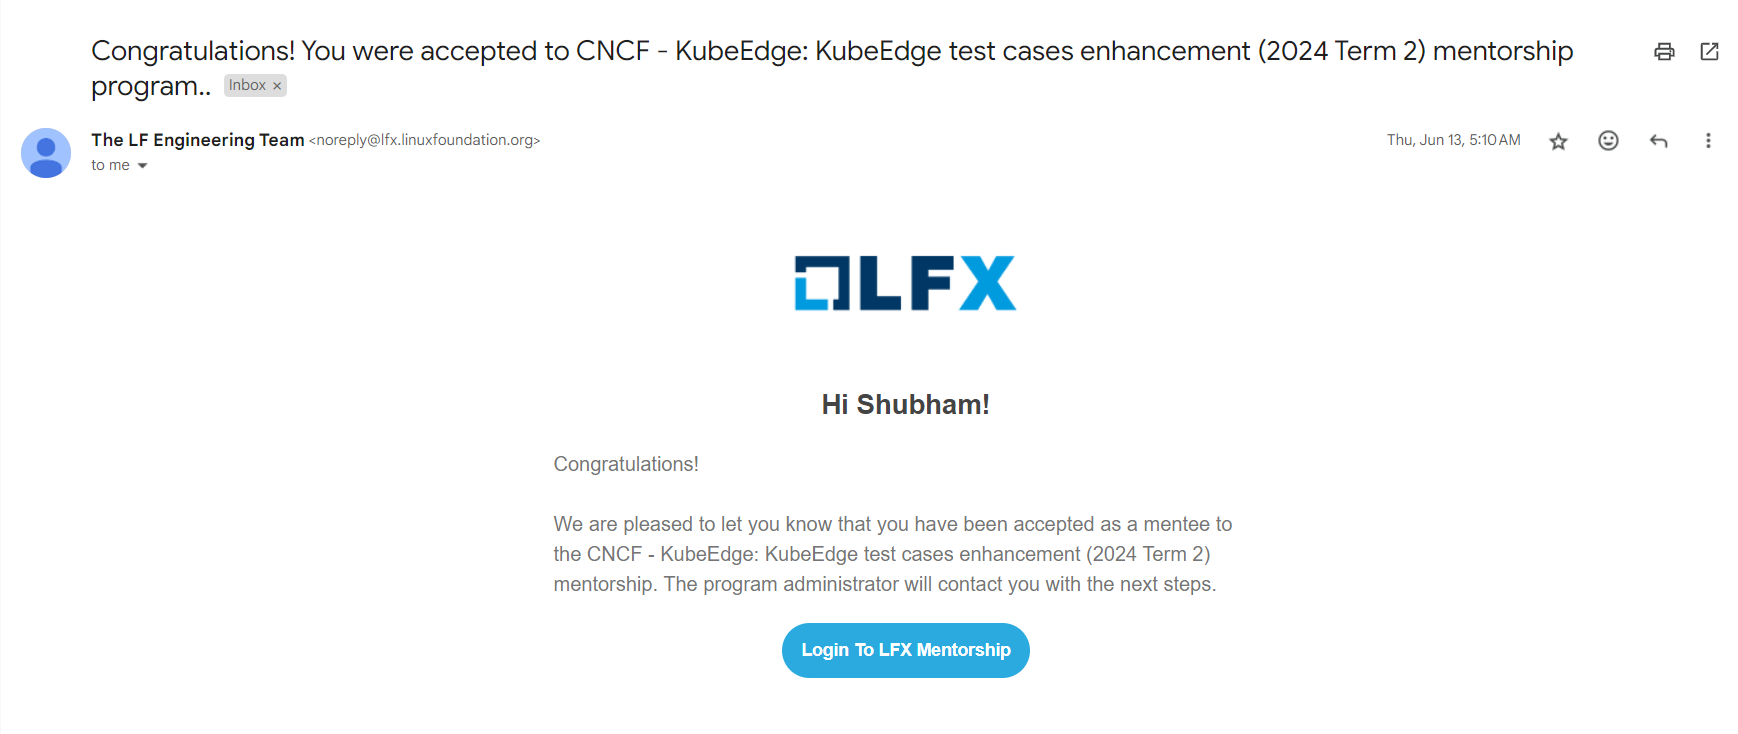 Congratulations! You were accepted to CNCF - KubeEdge: KubeEdge test cases enhancement (2024 Term 2) mentorship
program.. Inbox ×
The LF Engineering Team <noreply@lfx.linuxfoundation.org> Thu, Jun 13, 5:10 AM
to me
LFX
Hi Shubham!
Congratulations!
We are pleased to let you know that you have been accepted as a mentee to
the CNCF - KubeEdge: KubeEdge test cases enhancement (2024 Term 2)
mentorship. The program administrator will contact you with the next steps.
Login To LFX Mentorship